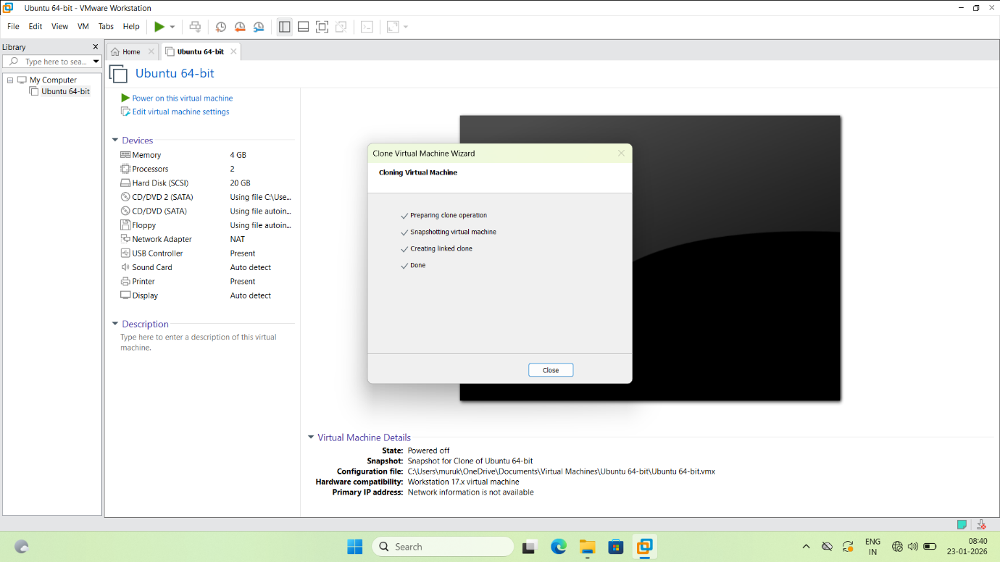 Ubuntu 64-bit - VMware Workstation
File Edit View VM Tabs Help
Library
Type here to sea...
My Computer
Ubuntu 64-bit
Home
Ubuntu 64-bit
Ubuntu 64-bit
Power on this virtual machine
Edit virtual machine settings
Devices
Memory 4 GB
Processors 2
Hard Disk (SCSI) 20 GB
CD/DVD 2 (SATA) Using file C:\Use...
CD/DVD (SATA) Using file autoin...
Floppy Using file autoin...
Network Adapter NAT
USB Controller Present
Sound Card Auto detect
Printer Present
Display Auto detect
Description
Type here to enter a description of this virtual
machine.
Clone Virtual Machine Wizard
Cloning Virtual Machine
Preparing clone operation
Snapshotting virtual machine
Creating linked clone
Done
Close
Virtual Machine Details
State: Powered off
Snapshot: Snapshot for Clone of Ubuntu 64-bit
Configuration file: C:\Users\muruk\OneDrive\Documents\Virtual Machines\Ubuntu 64-bit\Ubuntu 64-bit.vmx
Hardware compatibility: Workstation 17.x virtual machine
Primary IP address: Network information is not available
Search
ENG
IN
08:40
23-01-2026